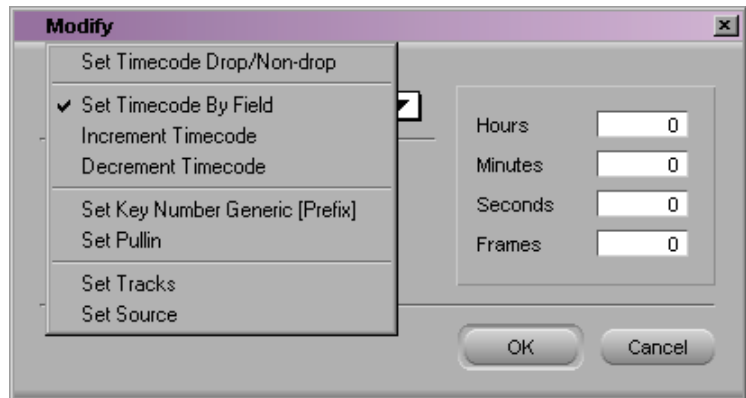 Modify
Set Timecode Drop/Non-drop
✔ Set Timecode By Field
Increment Timecode
Decrement Timecode
Set Key Number Generic [Prefix]
Set Pullin
Set Tracks
Set Source
Hours 0
Minutes 0
Seconds 0
Frames 0
OK Cancel